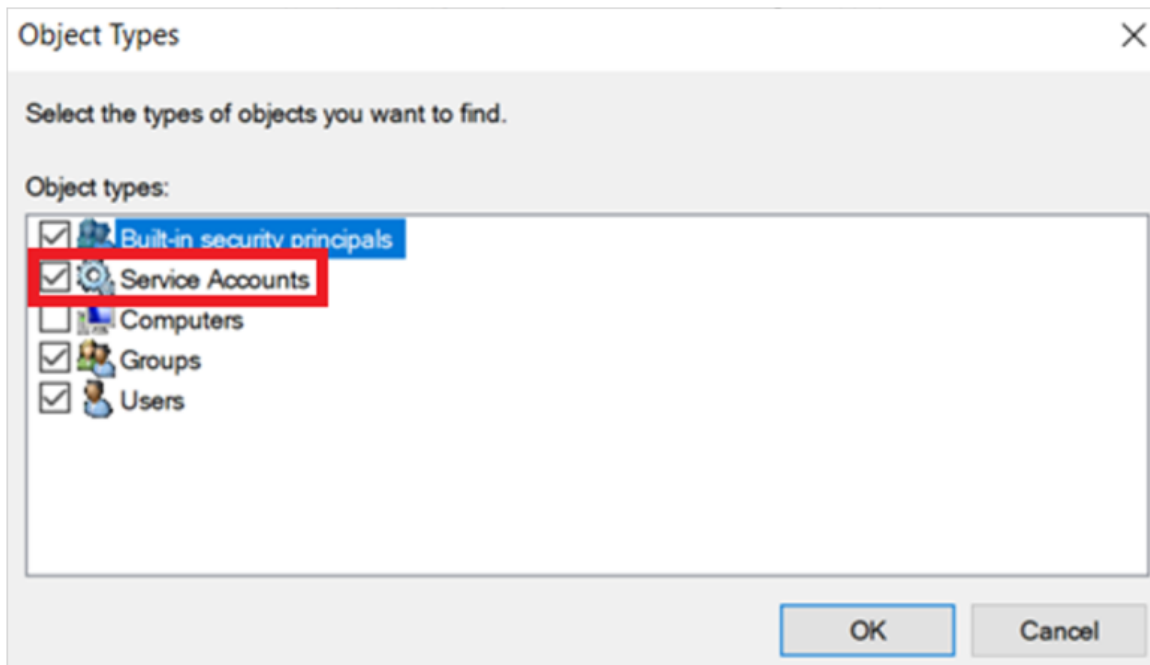 Object Types
Select the types of objects you want to find.
Object types:
Built-in security principals
Service Accounts
Computers
Groups
Users
OK
Cancel